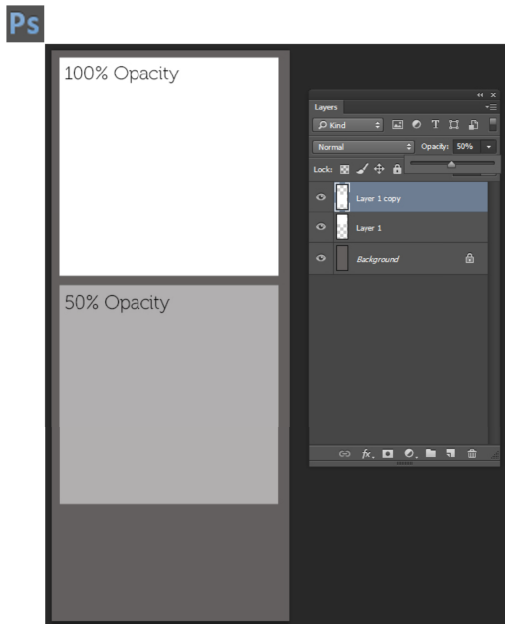 Ps
100% Opacity
Layers
Kind
Normal
Opacity: 50%
Lock:
Layer 1 copy
Layer 1
Background
fx.
50% Opacity